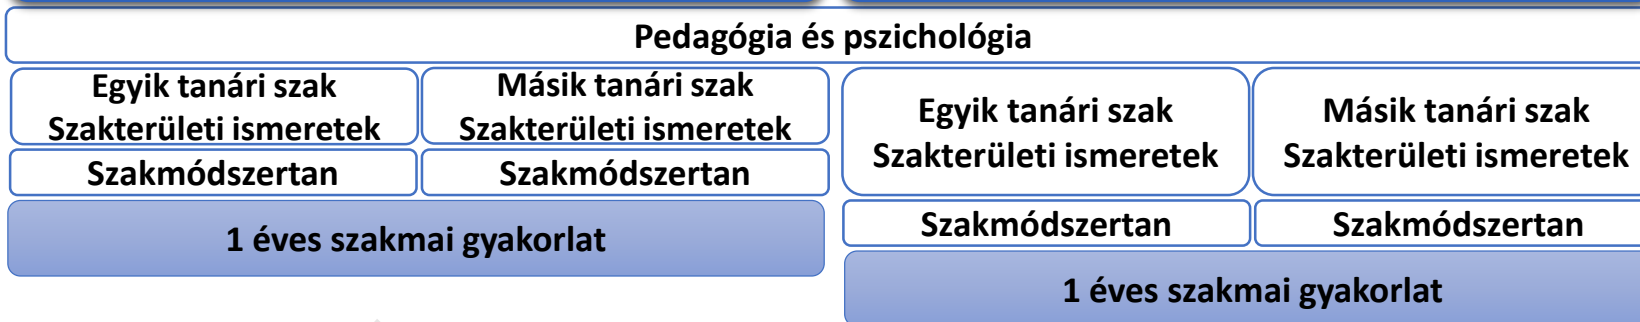 Pedagógia és pszichológia
Egyik tanári szak
Szakterületi ismeretek
Másik tanári szak
Szakterületi ismeretek
Szakmódszertan
Szakmódszertan
1 éves szakmai gyakorlat
Egyik tanári szak
Szakterületi ismeretek
Másik tanári szak
Szakterületi ismeretek
Szakmódszertan
Szakmódszertan
1 éves szakmai gyakorlat